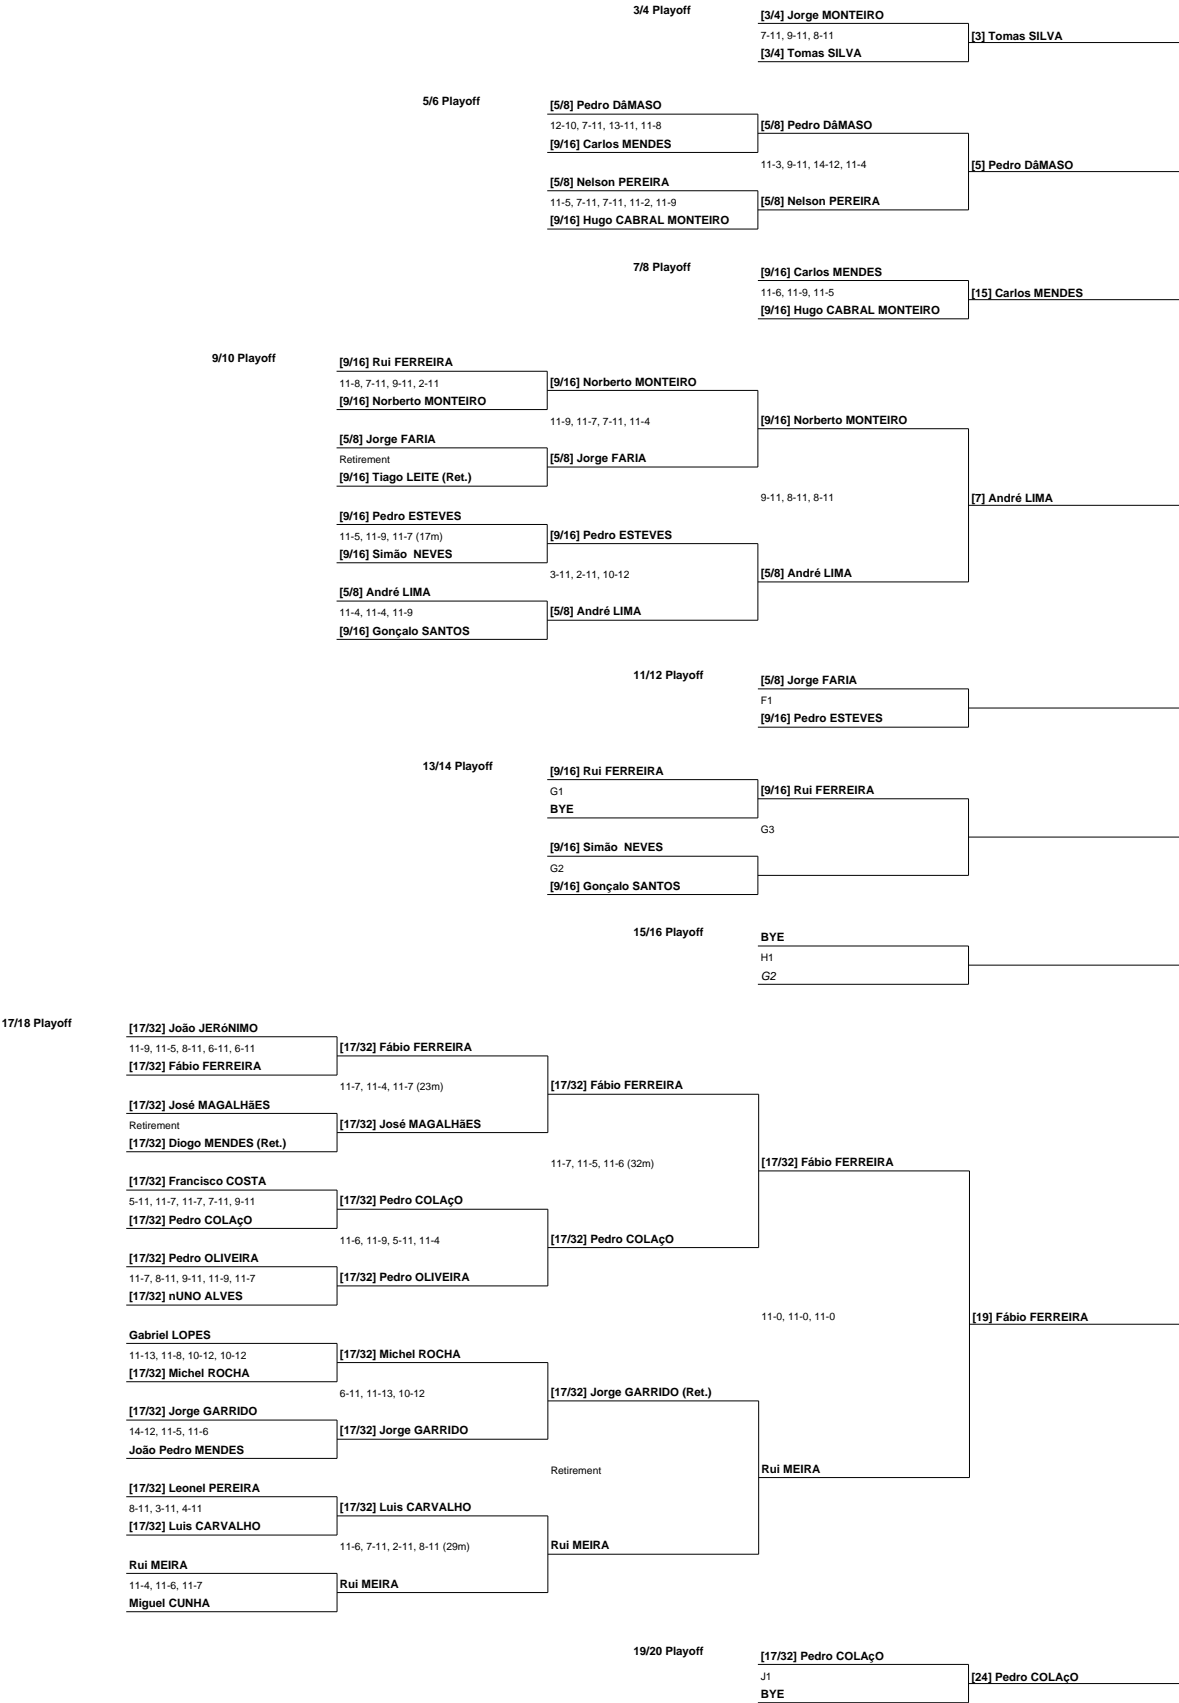 3/4 Playoff
[3/4] Jorge MONTEIRO
7-11, 9-11, 8-11
[3] Tomas SILVA
[3/4] Tomas SILVA
5/6 Playoff
[5/8] Pedro DâMASO
12-10, 7-11, 13-11, 11-8
[5/8] Pedro DâMASO
[9/16] Carlos MENDES
11-3, 9-11, 14-12, 11-4
[5] Pedro DâMASO
[5/8] Nelson PEREIRA
11-5, 7-11, 7-11, 11-2, 11-9
[5/8] Nelson PEREIRA
[9/16] Hugo CABRAL MONTEIRO
7/8 Playoff
[9/16] Carlos MENDES
11-6, 11-9, 11-5
[15] Carlos MENDES
[9/16] Hugo CABRAL MONTEIRO
9/10 Playoff
[9/16] Rui FERREIRA
11-8, 7-11, 9-11, 2-11
[9/16] Norberto MONTEIRO
[9/16] Norberto MONTEIRO
11-9, 11-7, 7-11, 11-4
[9/16] Norberto MONTEIRO
[5/8] Jorge FARIA
Retirement
[5/8] Jorge FARIA
[9/16] Tiago LEITE (Ret.)
9-11, 8-11, 8-11
[7] André LIMA
[9/16] Pedro ESTEVES
11-5, 11-9, 11-7 (17m)
[9/16] Pedro ESTEVES
[9/16] Simão  NEVES
3-11, 2-11, 10-12
[5/8] André LIMA
[5/8] André LIMA
11-4, 11-4, 11-9
[5/8] André LIMA
[9/16] Gonçalo SANTOS
11/12 Playoff
[5/8] Jorge FARIA
F1
[9/16] Pedro ESTEVES
13/14 Playoff
[9/16] Rui FERREIRA
G1
[9/16] Rui FERREIRA
BYE
G3
[9/16] Simão  NEVES
G2
[9/16] Gonçalo SANTOS
15/16 Playoff
BYE
H1
G2
17/18 Playoff
[17/32] João JERóNIMO
11-9, 11-5, 8-11, 6-11, 6-11
[17/32] Fábio FERREIRA
[17/32] Fábio FERREIRA
11-7, 11-4, 11-7 (23m)
[17/32] Fábio FERREIRA
[17/32] José MAGALHãES
Retirement
[17/32] José MAGALHãES
[17/32] Diogo MENDES (Ret.)
11-7, 11-5, 11-6 (32m)
[17/32] Fábio FERREIRA
[17/32] Francisco COSTA
5-11, 11-7, 11-7, 7-11, 9-11
[17/32] Pedro COLAçO
[17/32] Pedro COLAçO
11-6, 11-9, 5-11, 11-4
[17/32] Pedro COLAçO
[17/32] Pedro OLIVEIRA
11-7, 8-11, 9-11, 11-9, 11-7
[17/32] Pedro OLIVEIRA
[17/32] nUNO ALVES
11-0, 11-0, 11-0
[19] Fábio FERREIRA
Gabriel LOPES
11-13, 11-8, 10-12, 10-12
[17/32] Michel ROCHA
[17/32] Michel ROCHA
6-11, 11-13, 10-12
[17/32] Jorge GARRIDO (Ret.)
[17/32] Jorge GARRIDO
14-12, 11-5, 11-6
[17/32] Jorge GARRIDO
João Pedro MENDES
Retirement
Rui MEIRA
[17/32] Leonel PEREIRA
8-11, 3-11, 4-11
[17/32] Luis CARVALHO
[17/32] Luis CARVALHO
11-6, 7-11, 2-11, 8-11 (29m)
Rui MEIRA
Rui MEIRA
11-4, 11-6, 11-7
Rui MEIRA
Miguel CUNHA
19/20 Playoff
[17/32] Pedro COLAçO
J1
[24] Pedro COLAçO
BYE